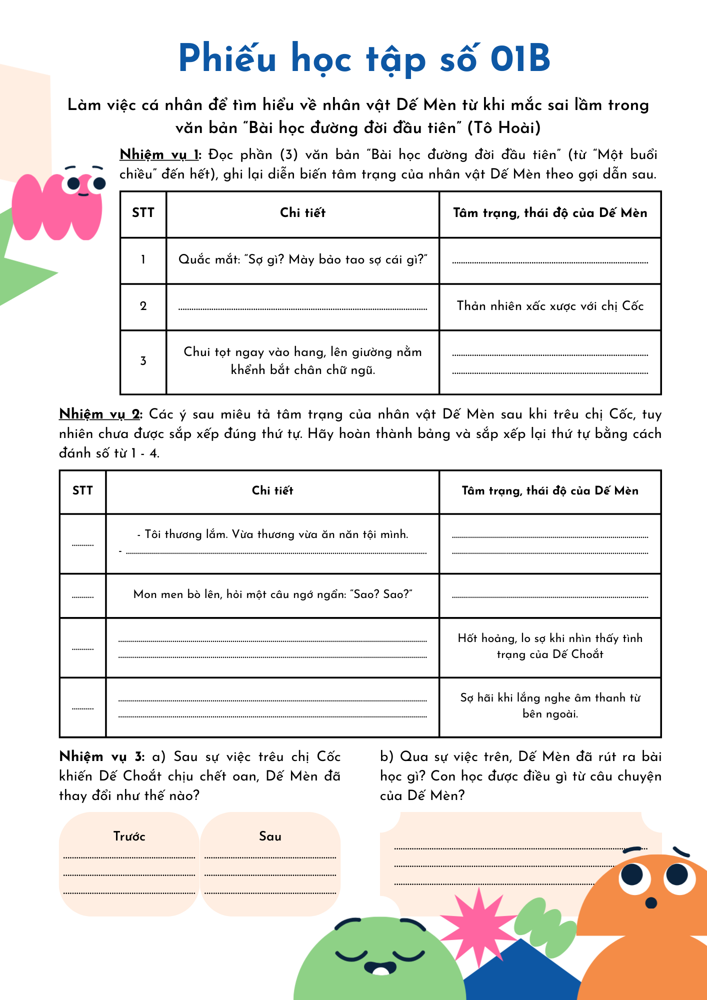 Phiếu học tập số 01B
Làm việc cá nhân để tìm hiểu về nhân vật Dế Mèn từ khi mắc sai lầm trong
văn bản “Bài học đường đời đầu tiên” (Tô Hoài)
Nhiệm vụ 1: Đọc phần (3) văn bản “Bài học đường đời đầu tiên” (từ “Một buổi
chiều” đến hết), ghi lại diễn biến tâm trạng của nhân vật Dế Mèn theo gợi dẫn sau.
STT
Chi tiết
Tâm trạng, thái độ của Dế Mèn
1
Quắc mắt: “Sợ gì? Mày bảo tao sợ cái gì?”
2
Thản nhiên xấc xược với chị Cốc
3
Chui tọt ngay vào hang, lên giường nằm
khểnh bắt chân chữ ngũ.
Nhiệm vụ 2: Các ý sau miêu tả tâm trạng của nhân vật Dế Mèn sau khi trêu chị Cốc, tuy
nhiên chưa được sắp xếp đúng thứ tự. Hãy hoàn thành bảng và sắp xếp lại thứ tự bằng cách
đánh số từ 1 - 4.
STT
Chi tiết
Tâm trạng, thái độ của Dế Mèn
- Tôi thương lắm. Vừa thương vừa ăn năn tội mình.
-
Mon men bò lên, hỏi một câu ngớ ngẩn: “Sao? Sao?”
Hốt hoảng, lo sợ khi nhìn thấy tình
trạng của Dế Choắt
Sợ hãi khi lắng nghe âm thanh từ
bên ngoài.
Nhiệm vụ 3: a) Sau sự việc trêu chị Cốc
khiến Dế Choắt chịu chết oan, Dế Mèn đã
thay đổi như thế nào?
Trước
Sau
b) Qua sự việc trên, Dế Mèn đã rút ra bài
học gì? Con học được điều gì từ câu chuyện
của Dế Mèn?